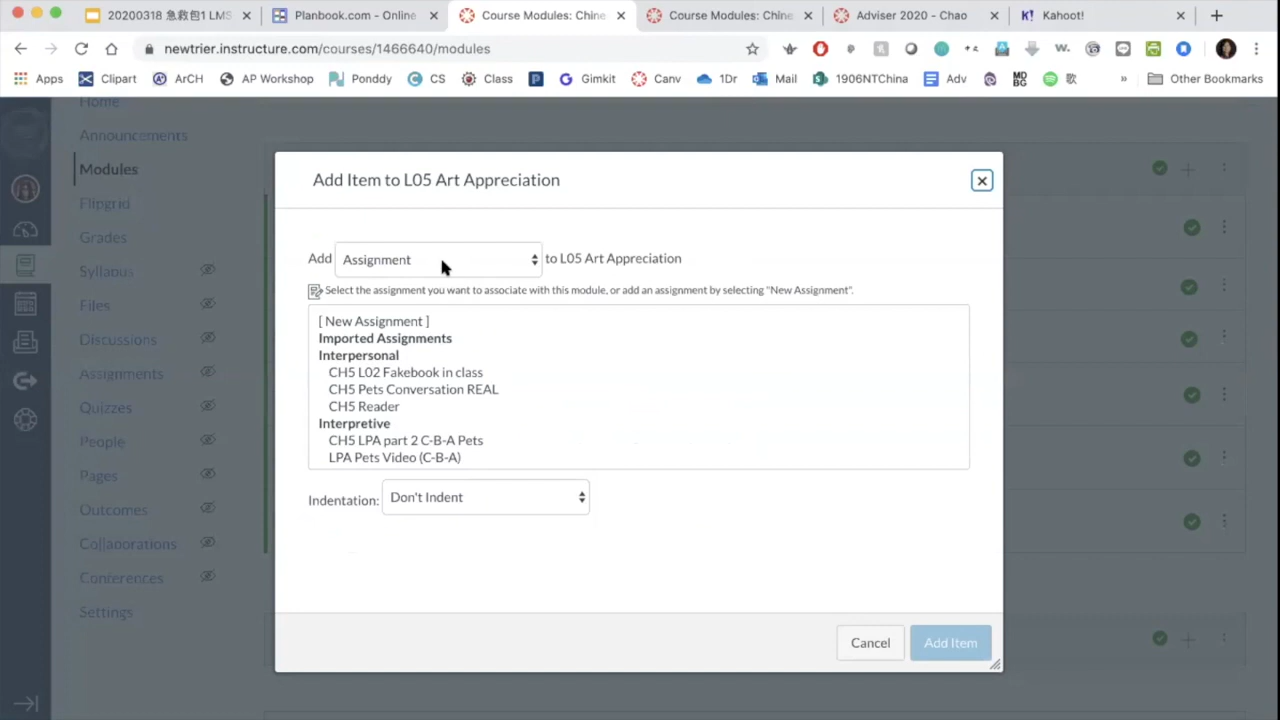 20200318 急救包1 LMS
Planbook.com - Online
Course Modules: Chine
Course Modules: Chine
Adviser 2020 - Chao
K! Kahoot!
newtrier.instructure.com/courses/1466640/modules
Apps
Clipart
ArCH
AP Workshop
Ponddy
CS
Class
Gimkit
Canv
Dr
Mail
1906NTChina
Adv
MD
BG
歌
»
Other Bookmarks
Home
Announcements
Modules
Flipgrid
Grades
Syllabus
Files
Discussions
Assignments
Quizzes
People
Pages
Outcomes
Collaborations
Conferences
Settings
Add Item to L05 Art Appreciation
Add Assignment to L05 Art Appreciation
Select the assignment you want to associate with this module, or add an assignment by selecting "New Assignment".
[ New Assignment ]
Imported Assignments
Interpersonal
CH5 L02 Fakebook in class
CH5 Pets Conversation REAL
CH5 Reader
Interpretive
CH5 LPA part 2 C-B-A Pets
LPA Pets Video (C-B-A)
Indentation: Don't Indent
Cancel
Add Item